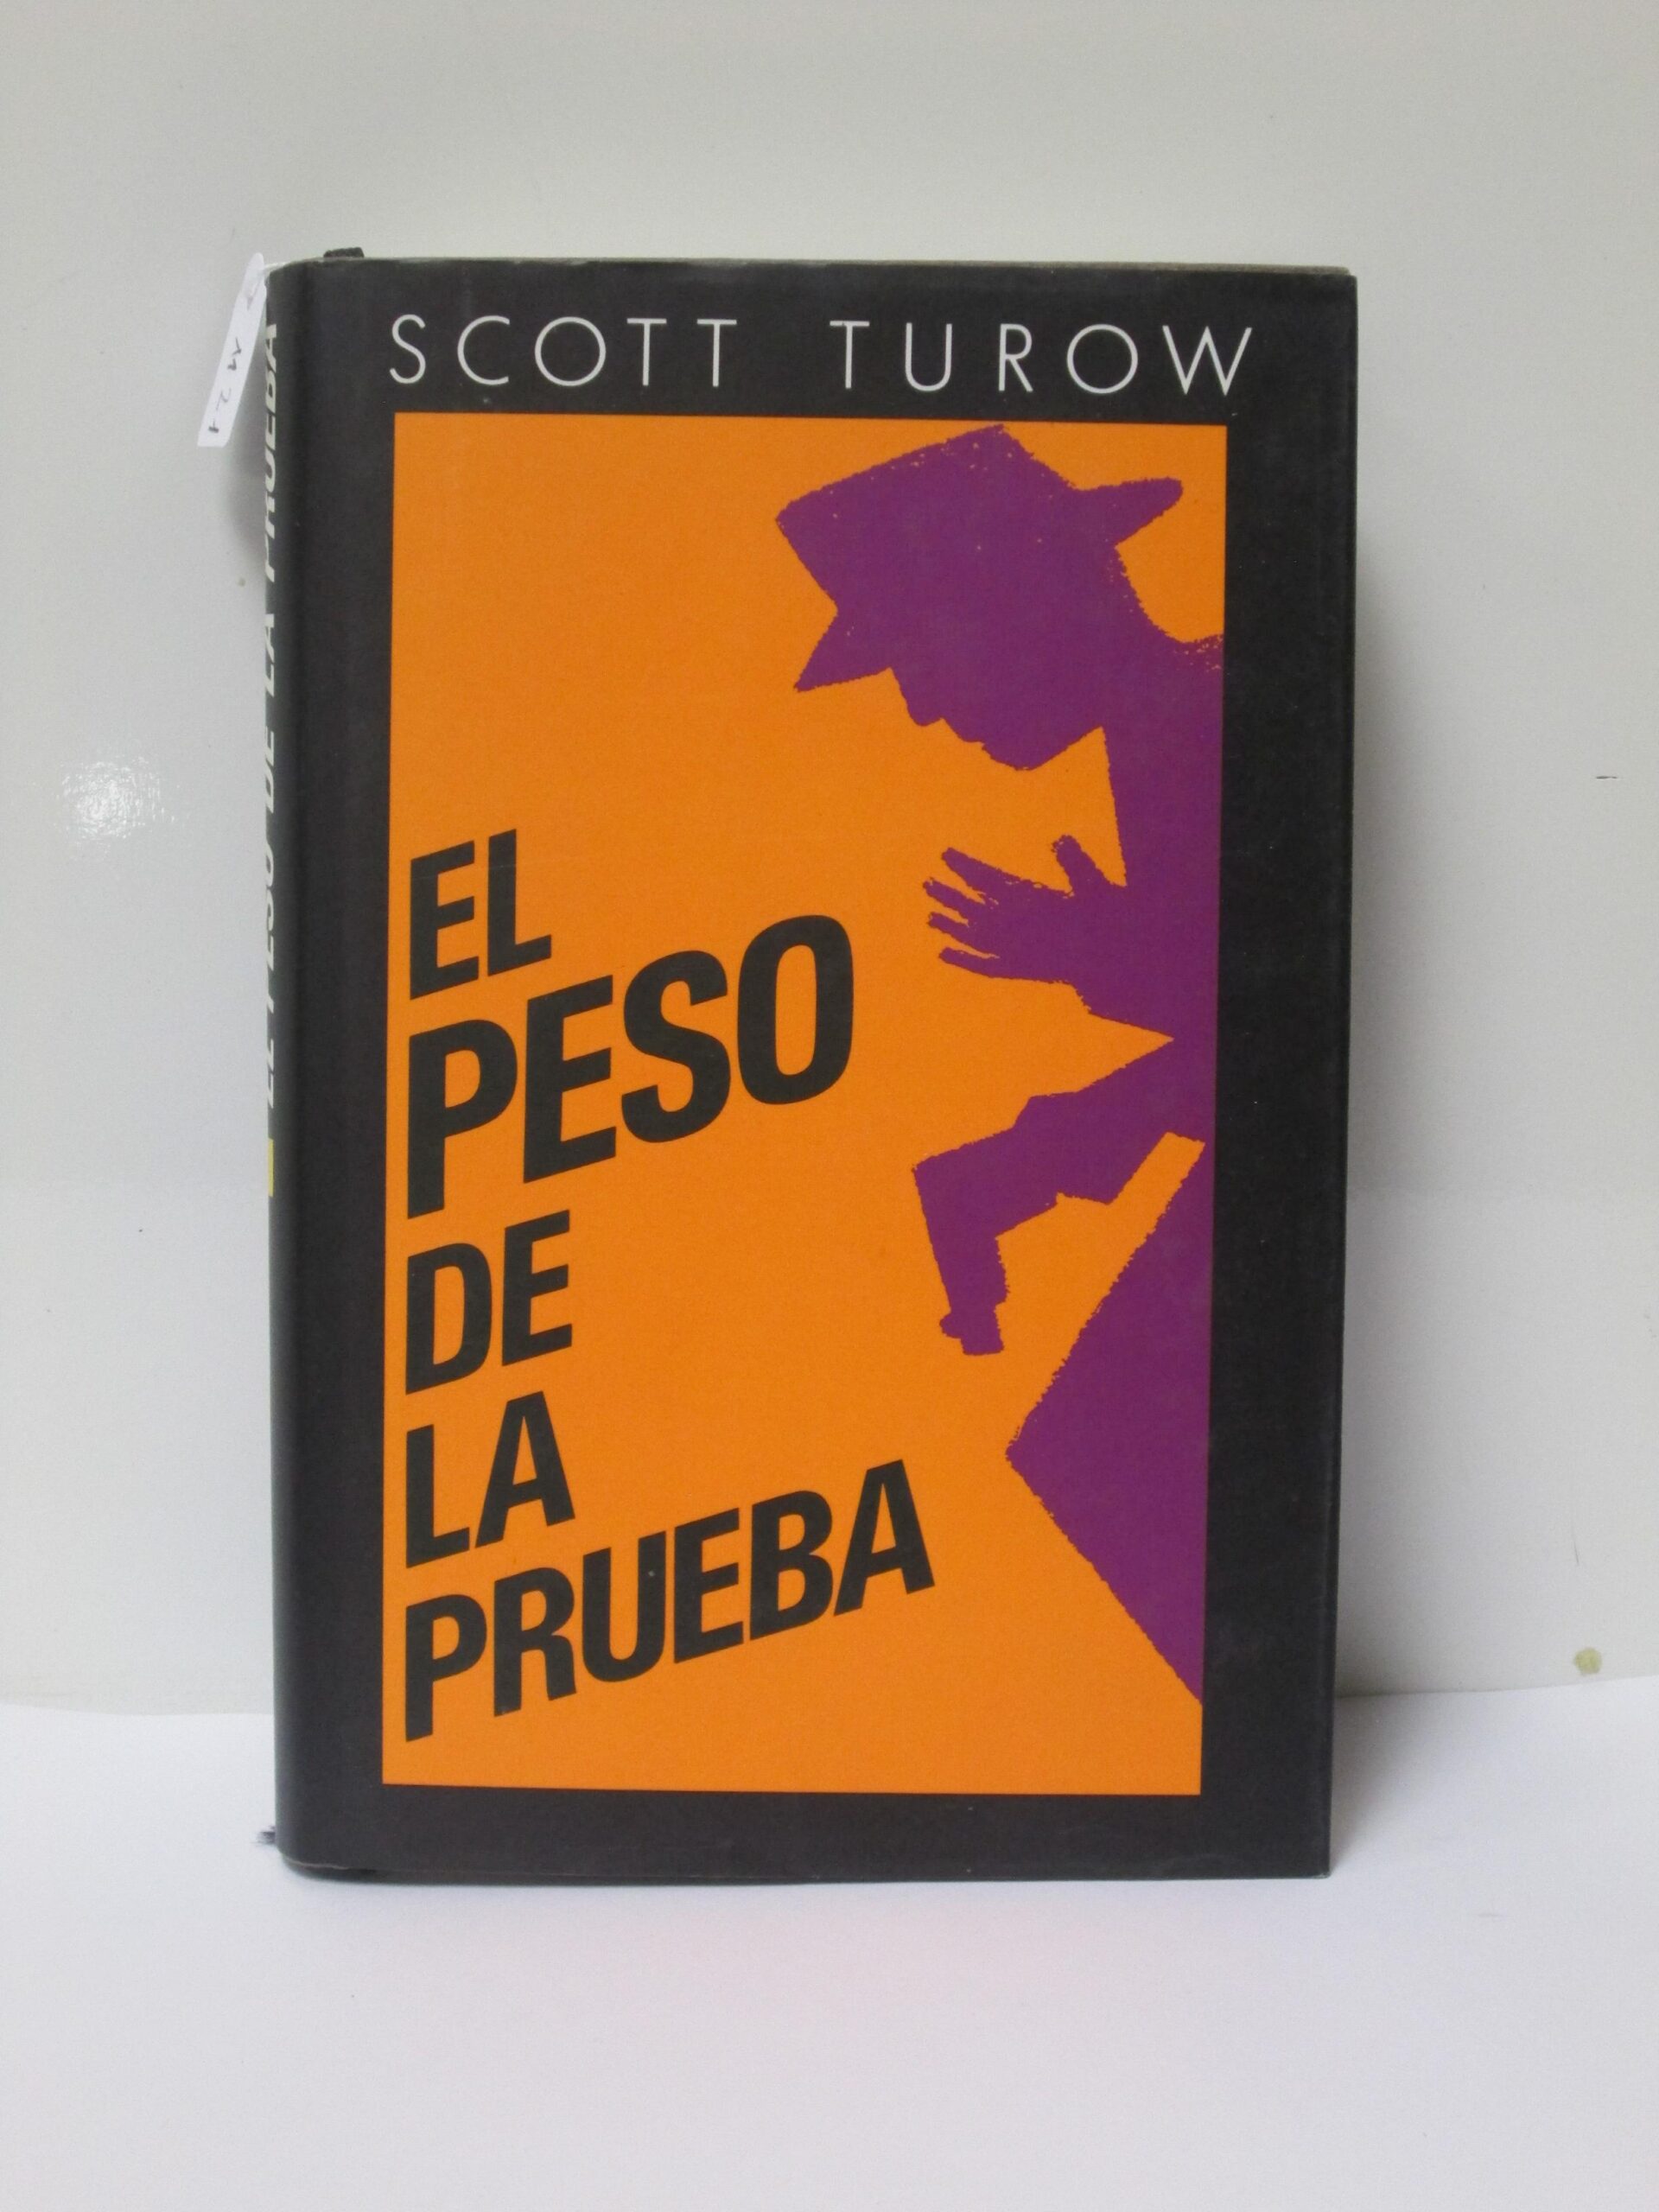 SCOTT TUROW
EL
PESO
DE
LA
PRUEBA
EL PESO DE LA PRUEBA